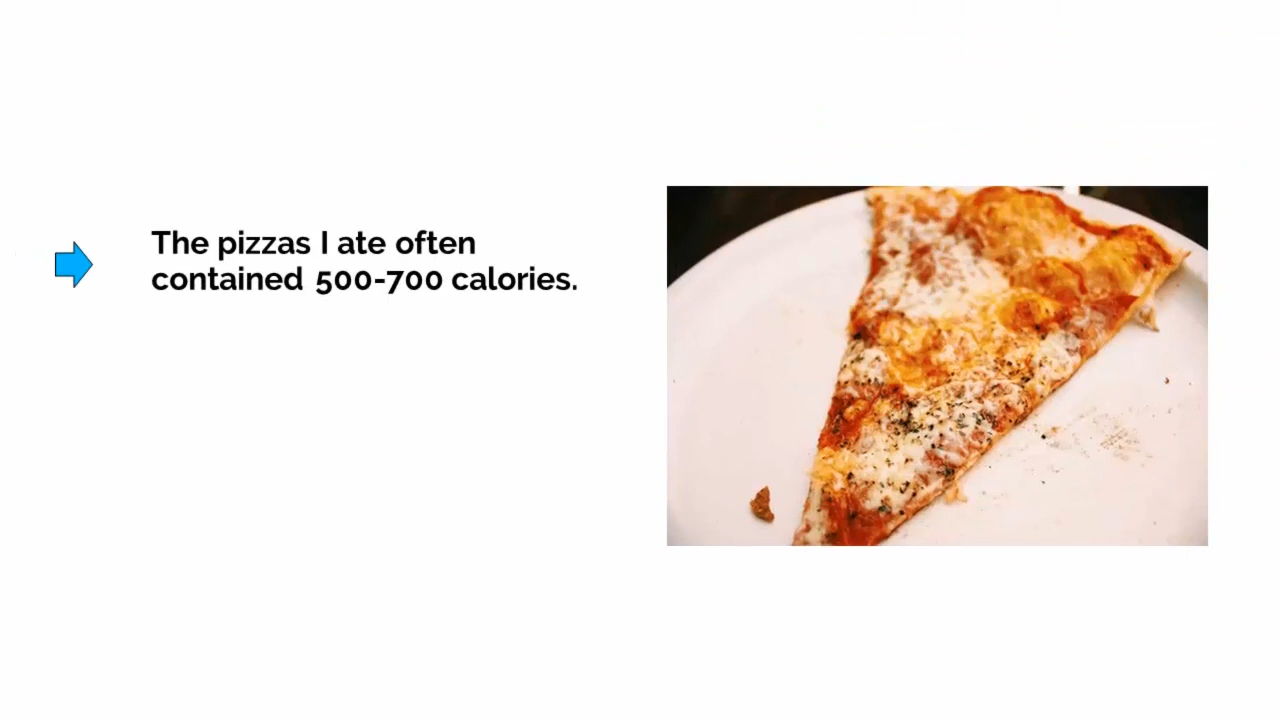 The pizzas I ate often
contained 500-700 calories.